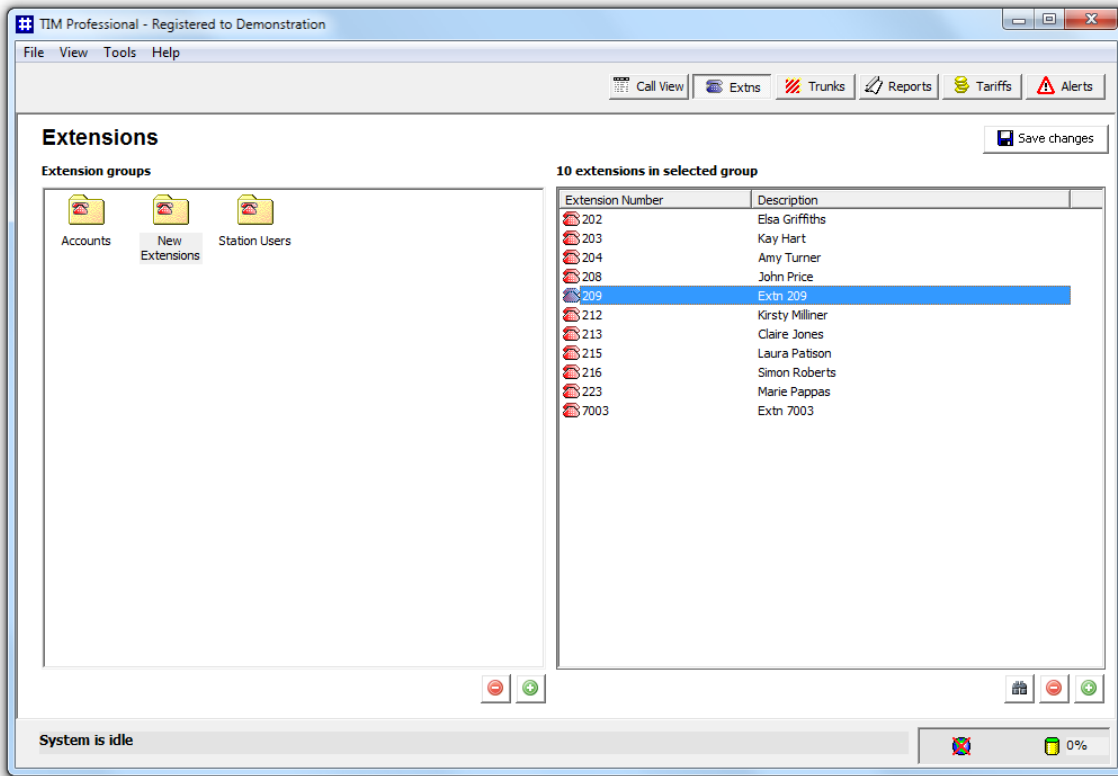 TIM Professional - Registered to Demonstration
File View Tools Help
Call View Extns Trunks Reports Tariffs Alerts
Extensions
Save changes
Extension groups
10 extensions in selected group
Accounts
New
Extensions
Station Users
Extension Number Description
202 Elsa Griffiths
203 Kay Hart
204 Amy Turner
208 John Price
209 Extn 209
212 Kirsty Milliner
213 Claire Jones
215 Laura Patison
216 Simon Roberts
223 Marie Pappas
7003 Extn 7003
System is idle
0%